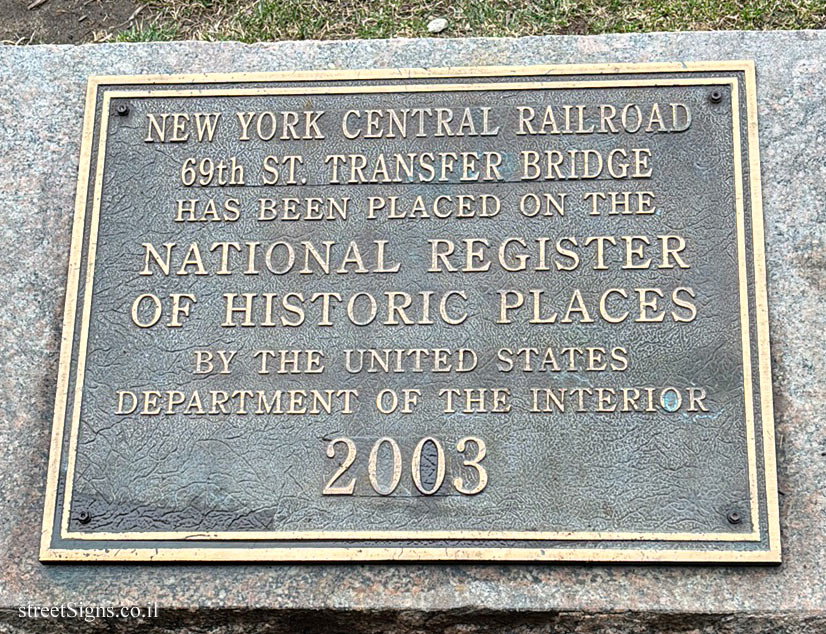 NEW YORK CENTRAL RAILROAD
69th ST. TRANSFER BRIDGE
HAS BEEN PLACED ON THE
NATIONAL REGISTER
OF HISTORIC PLACES
BY THE UNITED STATES
DEPARTMENT OF THE INTERIOR
2003
streetSigns.co.il